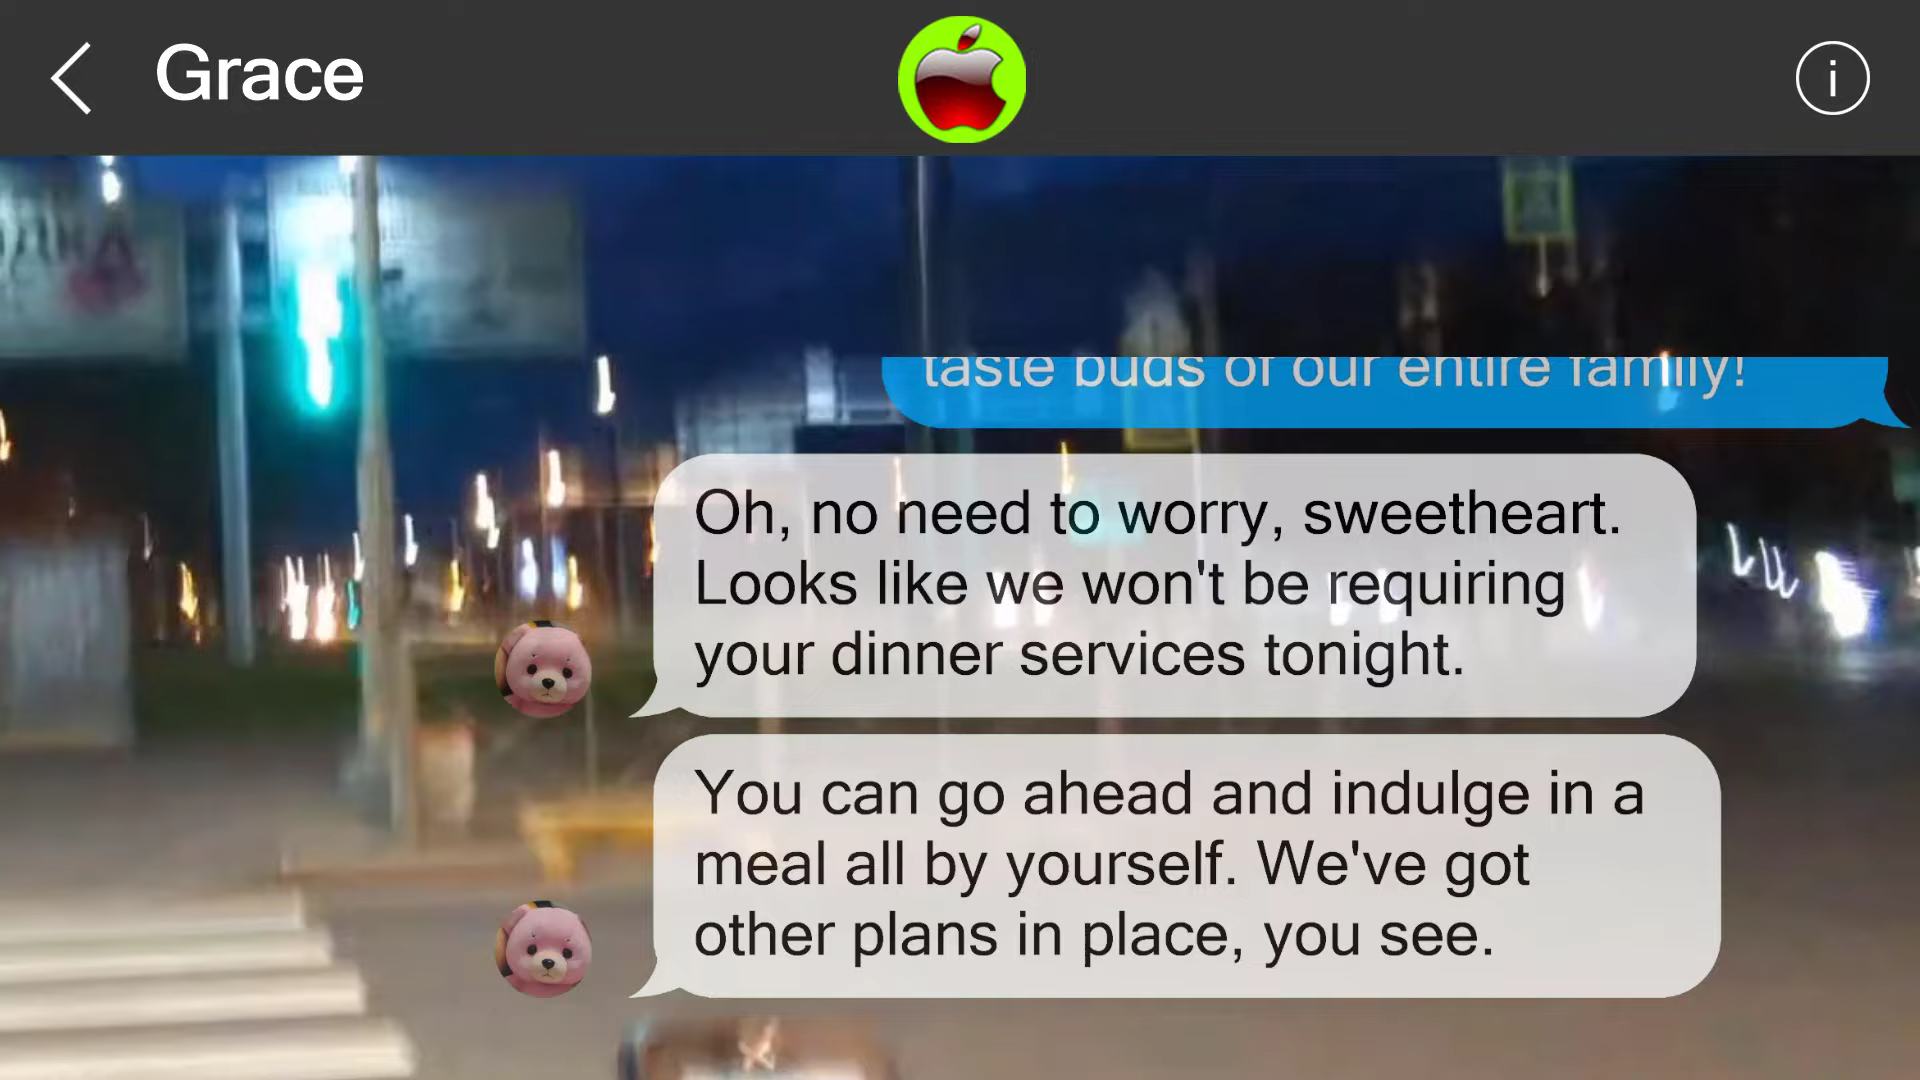 Grace
taste buds of our entire family!
Oh, no need to worry, sweetheart.
Looks like we won't be requiring
your dinner services tonight.
You can go ahead and indulge in a
meal all by yourself. We've got
other plans in place, you see.